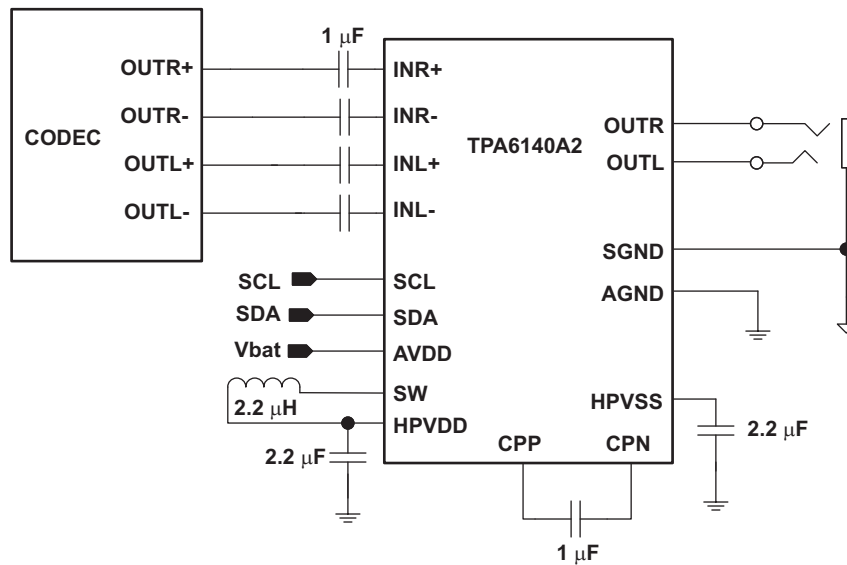 1 μF
OUTR+
INR+
OUTR-
INR-
OUTR
CODEC
TPA6140A2
OUTL+
INL+
OUTL
OUTL-
INL-
SGND
SCL
SCL
AGND
SDA
SDA
Vbat
AVDD
SW
2.2 μH
HPVSS
HPVDD
2.2 μF
2.2 μF
CPP
CPN
1 μF